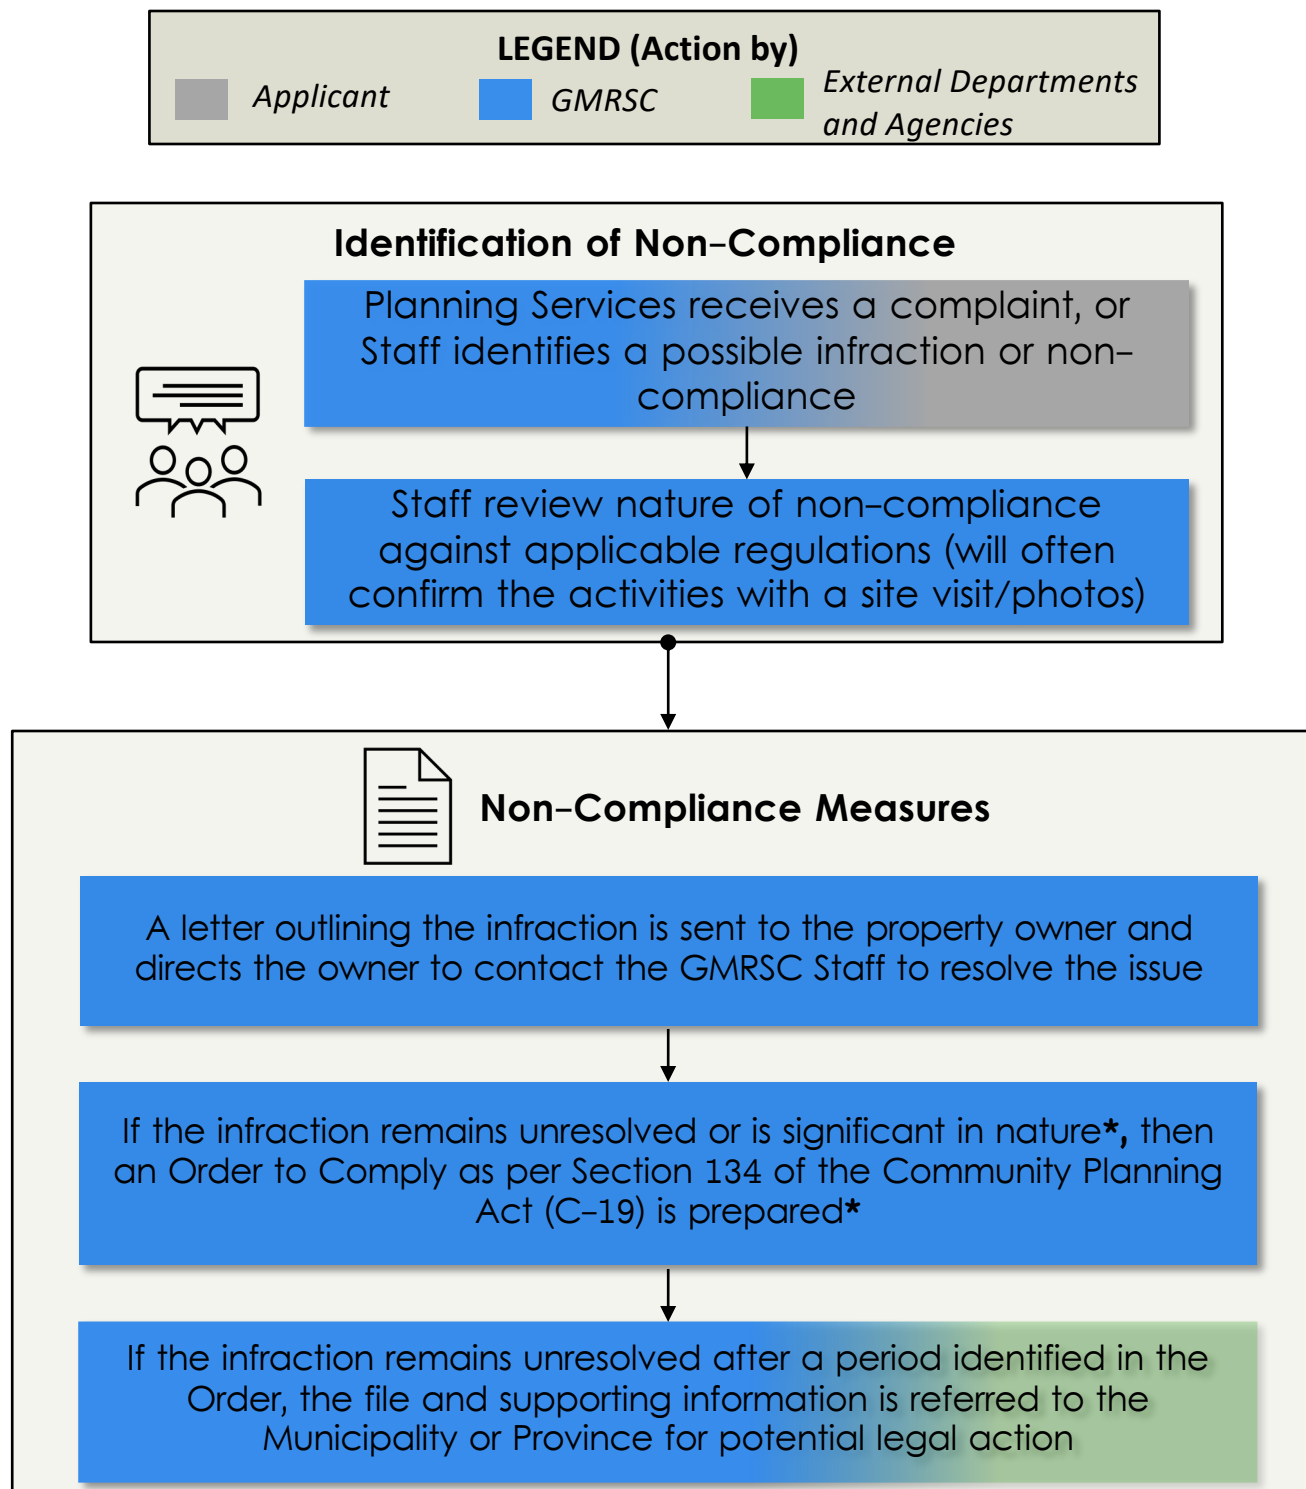 LEGEND (Action by)
Applicant
GMRSC
External Departments
and Agencies
Identification of Non-Compliance
Planning Services receives a complaint, or
Staff identifies a possible infraction or non-
compliance
Staff review nature of non-compliance
against applicable regulations (will often
confirm the activities with a site visit/photos)
Non-Compliance Measures
A letter outlining the infraction is sent to the property owner and
directs the owner to contact the GMRSC Staff to resolve the issue
If the infraction remains unresolved or is significant in nature*, then
an Order to Comply as per Section 134 of the Community Planning
Act (C-19) is prepared*
If the infraction remains unresolved after a period identified in the
Order, the file and supporting information is referred to the
Municipality or Province for potential legal action